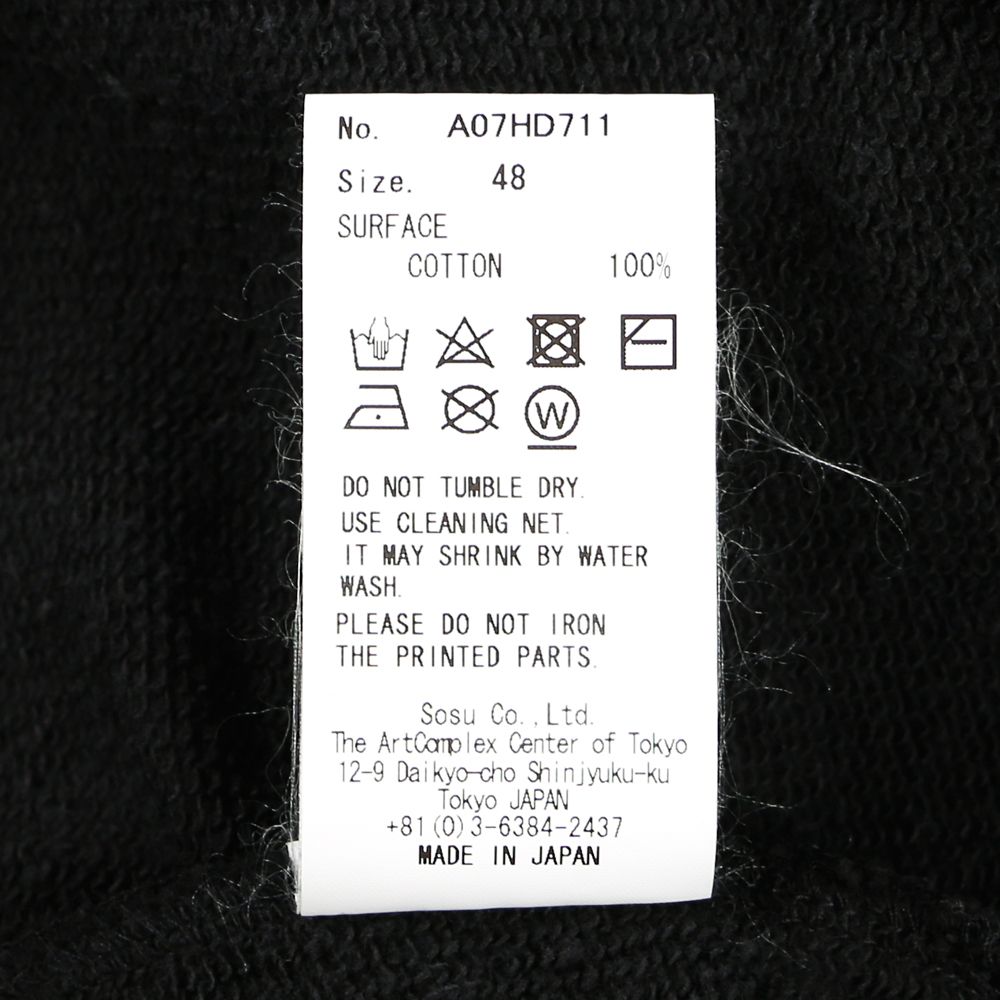 No. A07HD711
Size. 48
SURFACE
COTTON 100%
W
DO NOT TUMBLE DRY.
USE CLEANING NET.
IT MAY SHRINK BY WATER
WASH.
PLEASE DO NOT IRON
THE PRINTED PARTS.
Sosu Co.,Ltd.
The ArtComplex Center of Tokyo
12-9 Daikyo-cho Shinjyuku-ku
Tokyo JAPAN
+81(0)3-6384-2437
MADE IN JAPAN